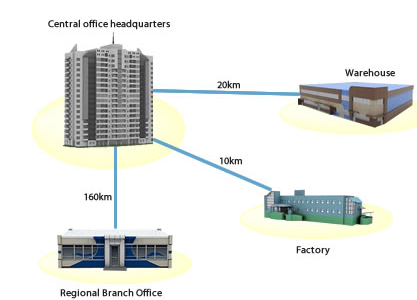 Central office headquarters
Warehouse
20km
10km
160km
Factory
Regional Branch Office